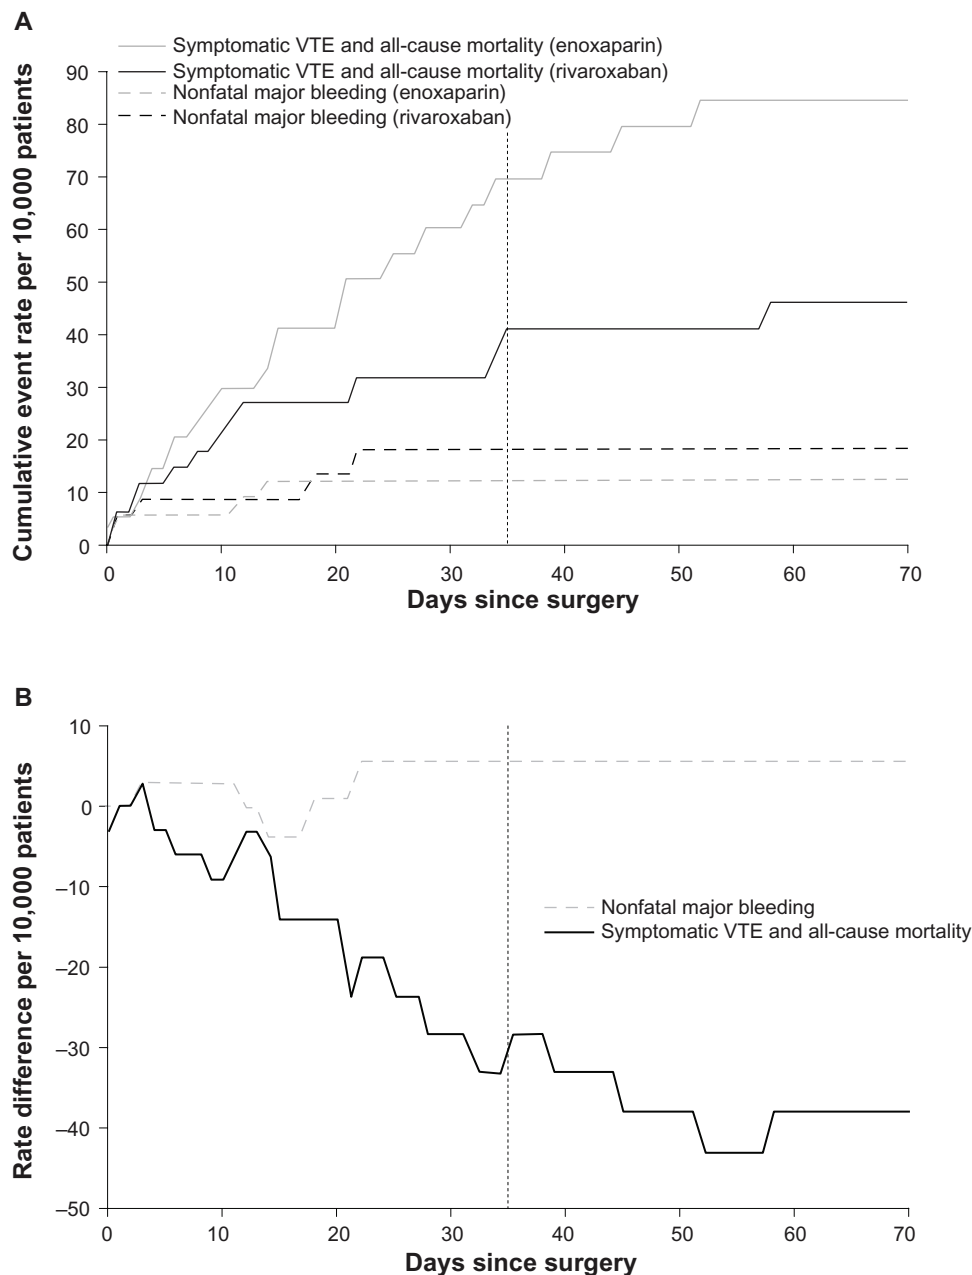 A
Symptomatic VTE and all-cause mortality (enoxaparin)
Symptomatic VTE and all-cause mortality (rivaroxaban)
Nonfatal major bleeding (enoxaparin)
Nonfatal major bleeding (rivaroxaban)
Cumulative event rate per 10,000 patients
90
80
70
60
50
40
30
20
10
0
0 10 20 30 40 50 60 70
Days since surgery
B
Rate difference per 10,000 patients
10
0
–10
–20
–30
–40
–50
Nonfatal major bleeding
Symptomatic VTE and all-cause mortality
0 10 20 30 40 50 60 70
Days since surgery